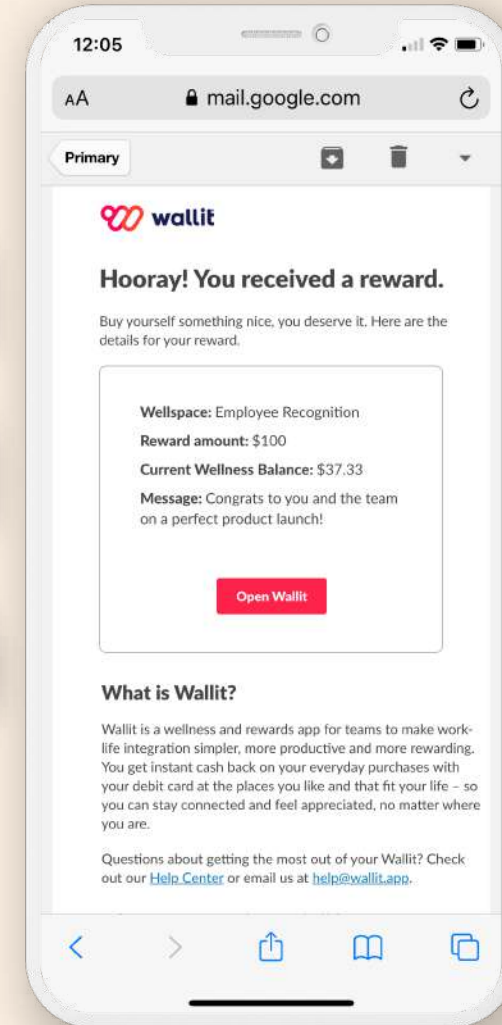 12:05
AA mail.google.com
Primary
wallit
Hooray! You received a reward.
Buy yourself something nice, you deserve it. Here are the
details for your reward.
Wellspace: Employee Recognition
Reward amount: $100
Current Wellness Balance: $37.33
Message: Congrats to you and the team
on a perfect product launch!
Open Wallit
What is Wallit?
Wallit is a wellness and rewards app for teams to make work-
life integration simpler, more productive and more rewarding.
You get instant cash back on your everyday purchases with
your debit card at the places you like and that fit your life – so
you can stay connected and feel appreciated, no matter where
you are.
Questions about getting the most out of your Wallit? Check
out our Help Center or email us at help@wallit.app.